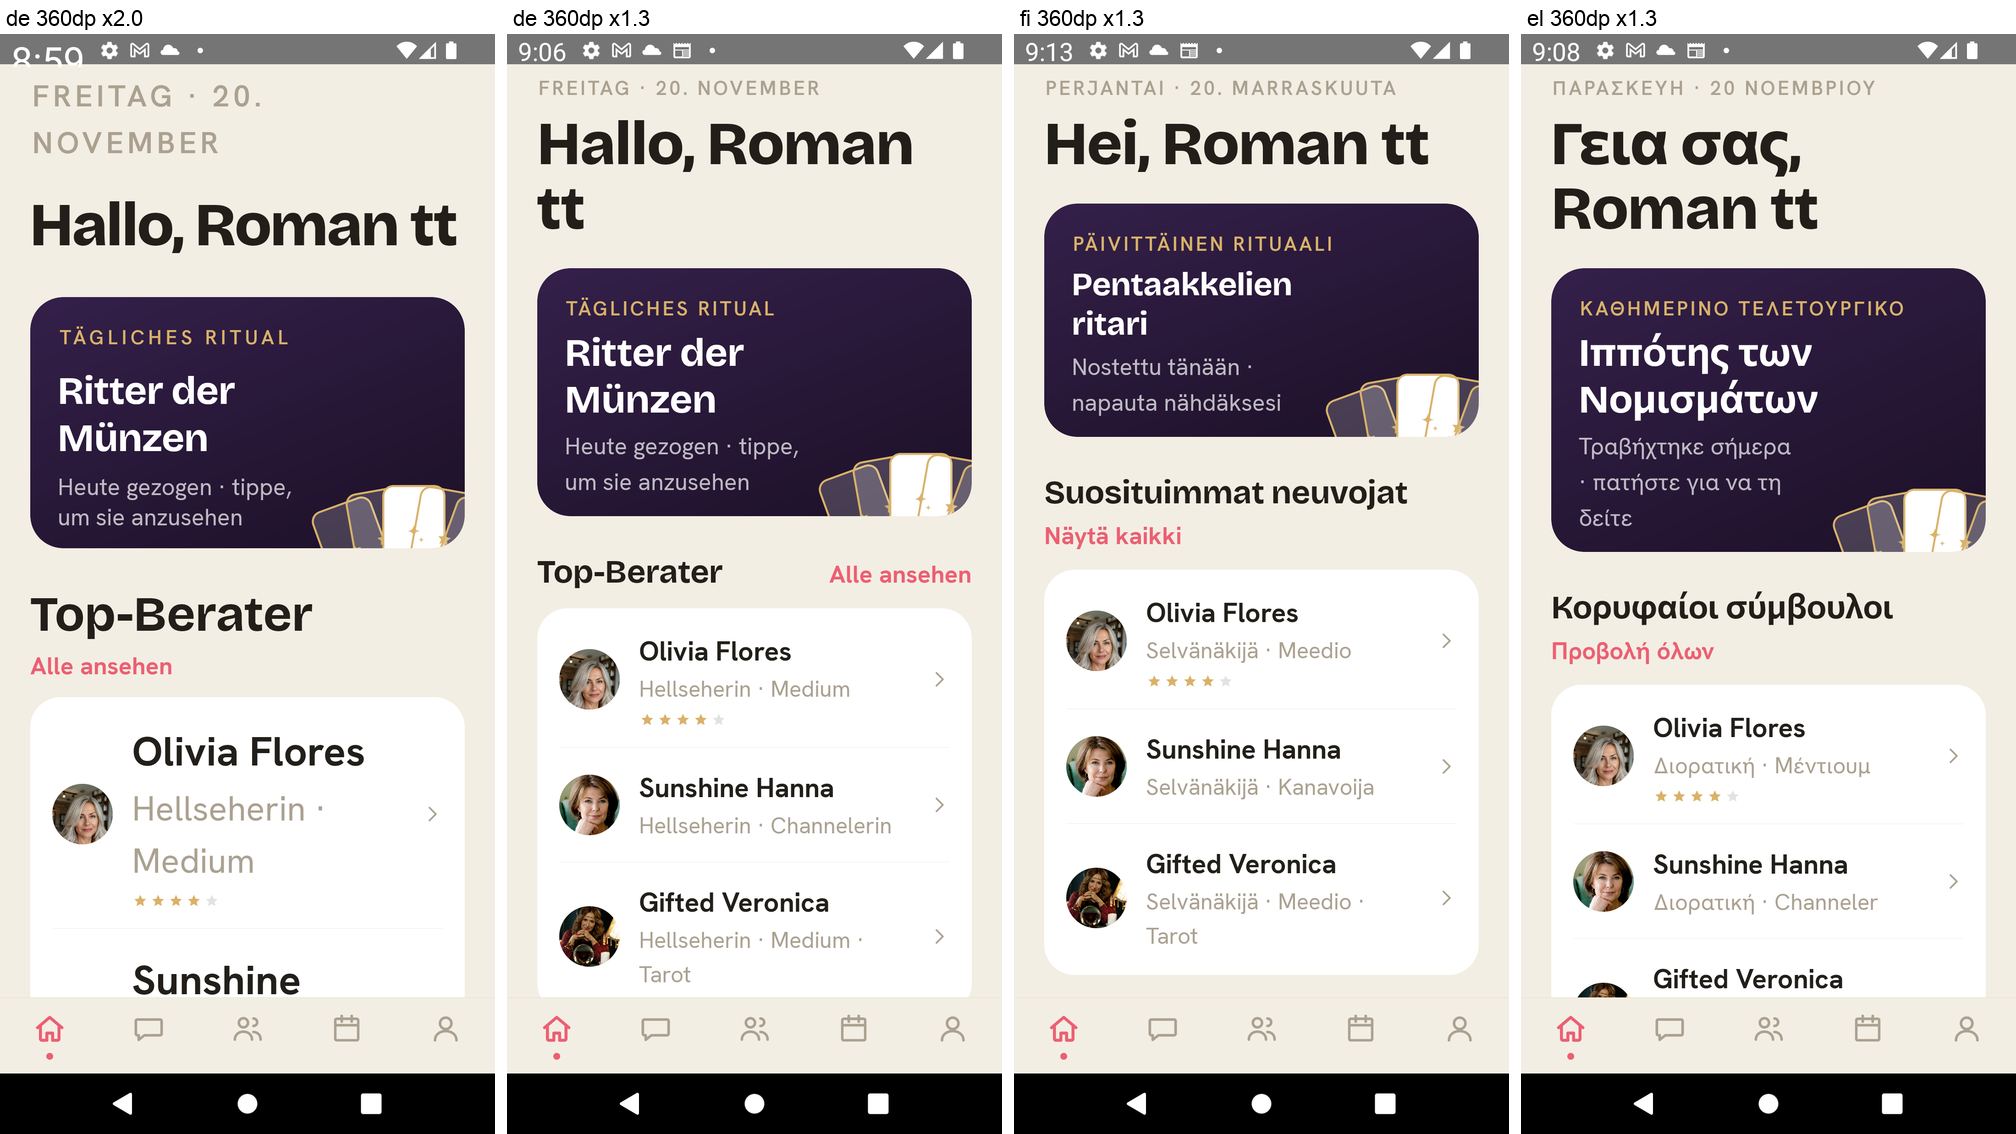 de 360dp x2.0
8:59
FREITAG · 20.
NOVEMBER
Hallo, Roman tt
TÄGLICHES RITUAL
Ritter der
Münzen
Heute gezogen · tippe,
um sie anzusehen
Top-Berater
Alle ansehen
Olivia Flores
Hellseherin ·
Medium
Sunshine
de 360dp x1.3
9:06
FREITAG · 20. NOVEMBER
Hallo, Roman
tt
TÄGLICHES RITUAL
Ritter der
Münzen
Heute gezogen · tippe,
um sie anzusehen
Top-Berater
Alle ansehen
Olivia Flores
Hellseherin · Medium
Sunshine Hanna
Hellseherin · Channelerin
Gifted Veronica
Hellseherin · Medium ·
Tarot
fi 360dp x1.3
9:13
PERJANTAI · 20. MARRASKUUTA
Hei, Roman tt
PÄIVITTÄINEN RITUAALI
Pentaakkelien
ritari
Nostettu tänään ·
napauta nähdäksesi
Suosituimmat neuvojat
Näytä kaikki
Olivia Flores
Selvänäkijä · Meedio
Sunshine Hanna
Selvänäkijä · Kanavoija
Gifted Veronica
Selvänäkijä · Meedio ·
Tarot
el 360dp x1.3
9:08
ΠΑΡΑΣΚΕΥΗ · 20 ΝΟΕΜΒΡΙΟΥ
Γεια σας,
Roman tt
ΚΑΘΗΜΕΡΙΝΟ ΤΕΛΕΤΟΥΡΓΙΚΟ
Ιππότης των
Νομισμάτων
Τραβήχτηκε σήμερα
· πατήστε για να τη
δείτε
Κορυφαίοι σύμβουλοι
Προβολή όλων
Olivia Flores
Διορατική · Μέντιουμ
Sunshine Hanna
Διορατική · Channeler
Gifted Veronica